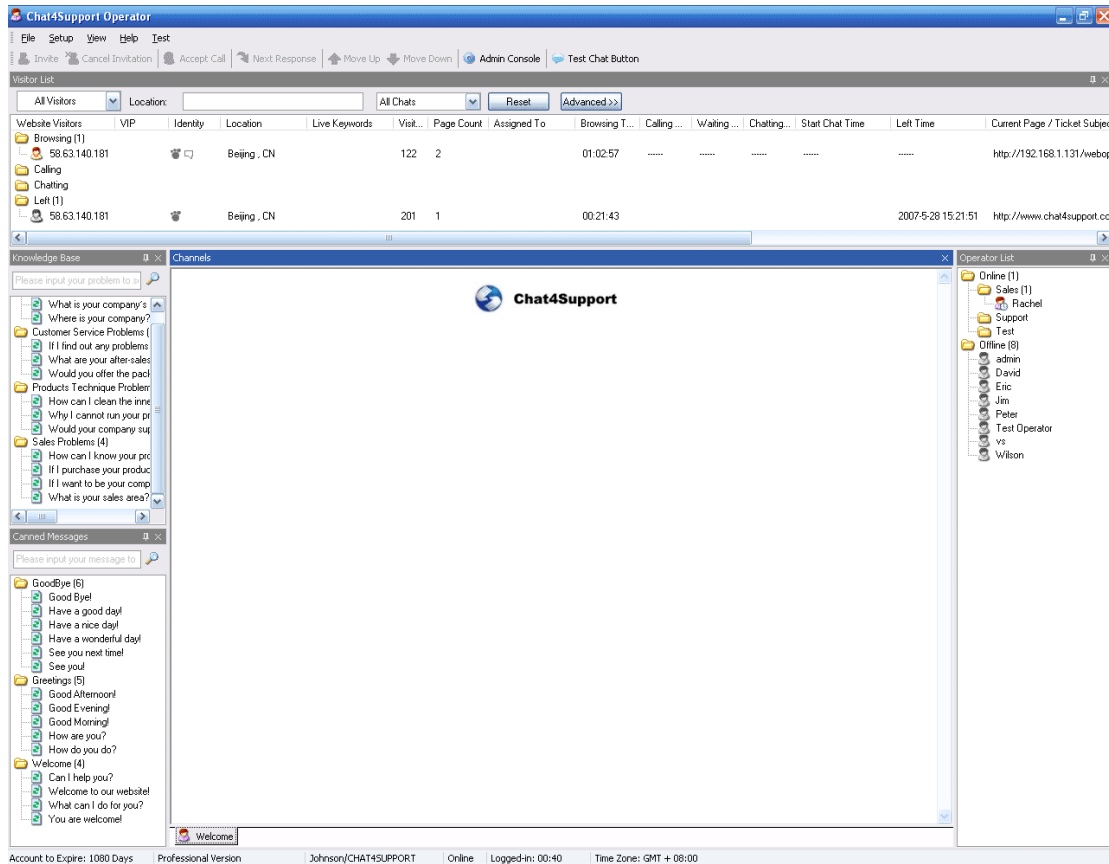 Chat4Support Operator
File Setup View Help Test
Invite Cancel Invitation Accept Call Next Response Move Up Move Down Admin Console Test Chat Button
Visitor List
All Visitors Location: All Chats Reset Advanced >>
Website Visitors VIP Identity Location Live Keywords Visit... Page Count Assigned To Browsing T... Calling ... Waiting ... Chatting... Start Chat Time Left Time Current Page / Ticket Subjec
Browsing (1)
58.63.140.181 Beijing , CN 122 2 01:02:57 ------ ------ ------ ------ ------ http://192.168.1.131/webop
Calling
Chatting
Left (1)
58.63.140.181 Beijing , CN 201 1 00:21:43 2007-5-28 15:21:51 http://www.chat4support.co
Knowledge Base
Please input your problem to s
What is your company's
Where is your company?
Customer Service Problems (
If I find out any problems
What are your after-sales
Would you offer the pack
Products Technique Problem
How can I clean the inne
Why I cannot run your pr
Would your company sup
Sales Problems (4)
How can I know your pro
If I purchase your produc
If I want to be your comp
What is your sales area?
Canned Messages
Please input your message to
GoodBye (6)
Good Bye!
Have a good day!
Have a nice day!
Have a wonderful day!
See you next time!
See you!
Greetings (5)
Good Afternoon!
Good Evening!
Good Morning!
How are you?
How do you do?
Welcome (4)
Can I help you?
Welcome to our website!
What can I do for you?
You are welcome!
Channels
Chat4Support
Welcome
Operator List
Online (1)
Sales (1)
Rachel
Support
Test
Offline (8)
admin
David
Eric
Jim
Peter
Test Operator
vs
Wilson
Account to Expire: 1080 Days Professional Version Johnson/CHAT4SUPPORT Online Logged-in: 00:40 Time Zone: GMT + 08:00